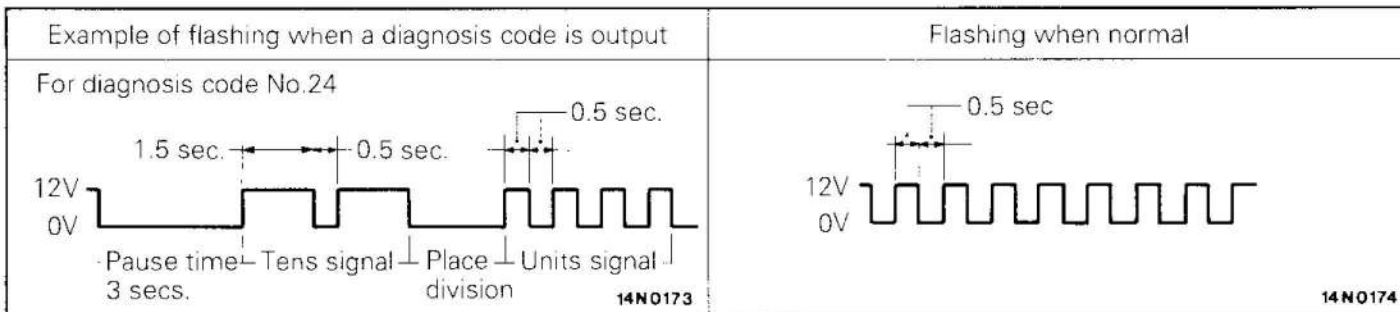 Example of flashing when a diagnosis code is output
For diagnosis code No.24
0.5 sec.
1.5 sec.
0.5 sec.
12V
0V
Pause time
3 secs.
Tens signal
Place
division
Units signal
14N0173
Flashing when normal
0.5 sec
12V
0V
14N0174